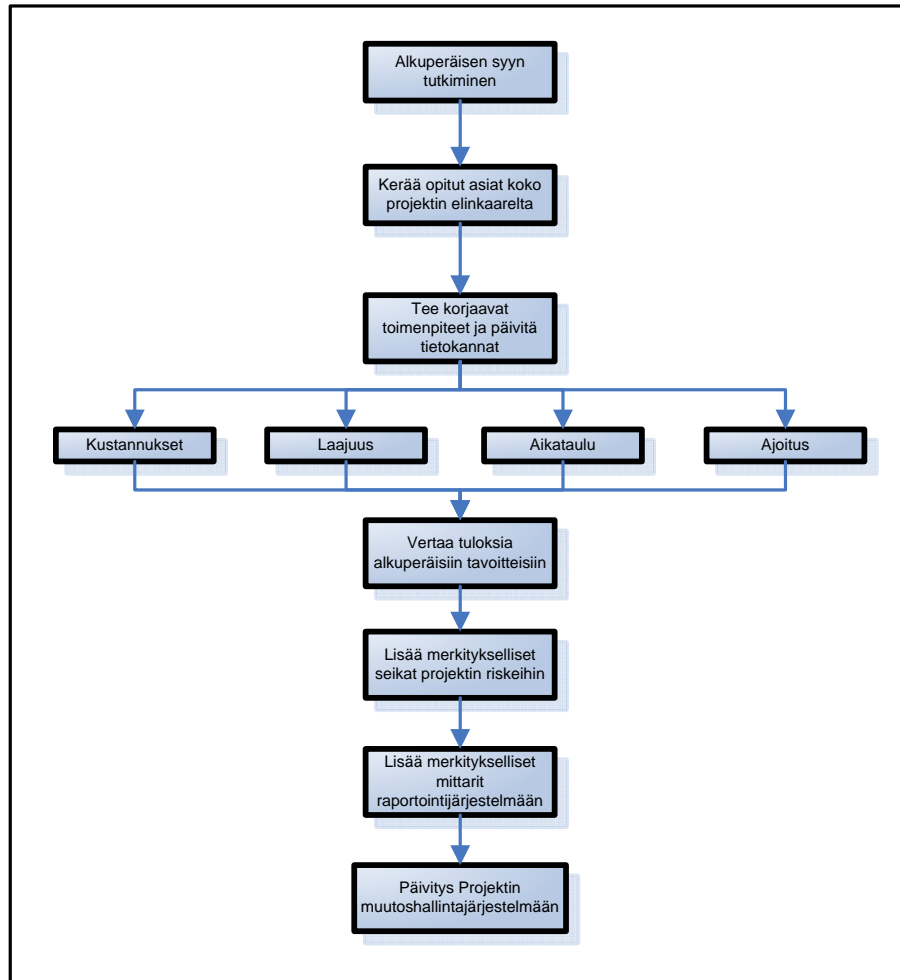 Alkuperäisen syyn
tutkiminen
Kerää opitut asiat koko
projektin elinkaarelta
Tee korjaavat
toimenpiteet ja päivitä
tietokannat
Kustannukset
Laajuus
Aikataulu
Ajoitus
Vertaa tuloksia
alkuperäisiin tavoitteisiin
Lisää merkitykselliset
seikat projektin riskeihin
Lisää merkitykselliset
mittarit
raportointijärjestelmään
Päivitys Projektin
muutoshallintajärjestelmään